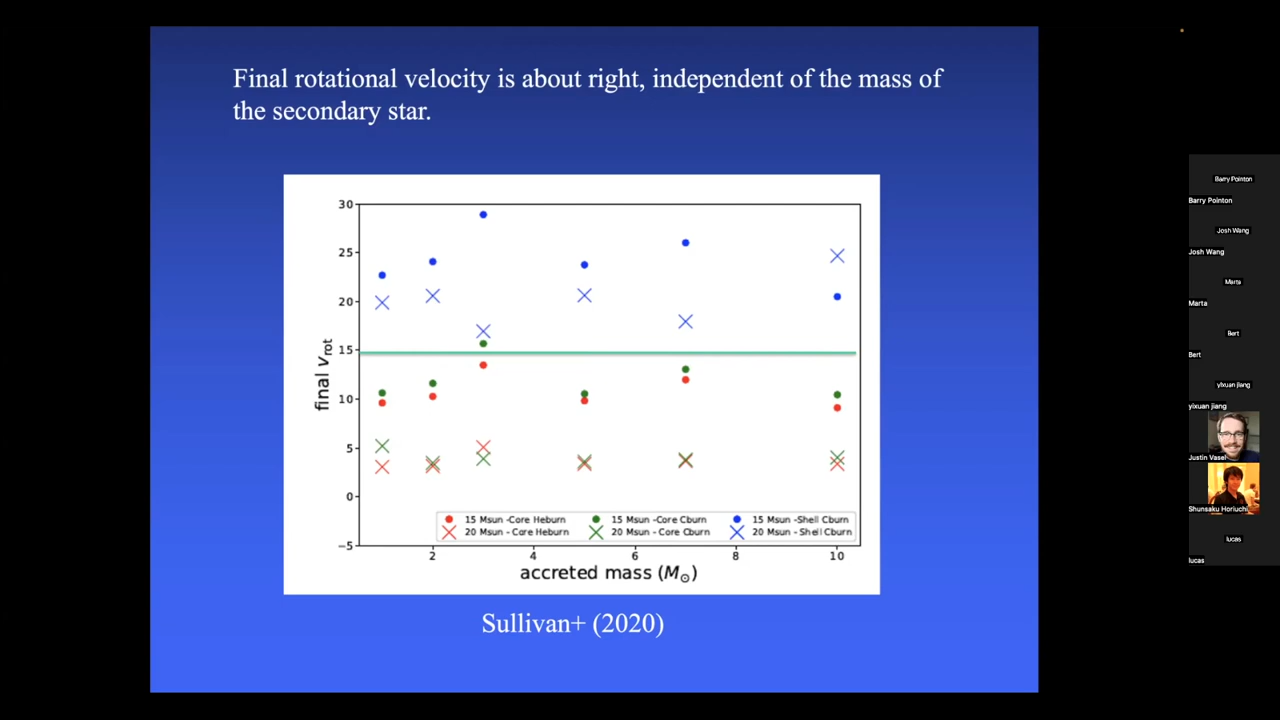 Final rotational velocity is about right, independent of the mass of
the secondary star.
30
25
20
15
10
5
0
−5
final vrot
15 Msun -Core Heburn
15 Msun -Core Cburn
15 Msun -Shell Cburn
20 Msun - Core Heburn
20 Msun - Core Cburn
20 Msun - Shell Cburn
2
4
6
8
10
accreted mass (M⊙)
Sullivan+ (2020)
Barry Pointon
Barry Pointon
Josh Wang
Josh Wang
Marta
Marta
Bert
Bert
yixuan jiang
yixuan jiang
Justin Vasel
Shunsaku Horiuchi
lucas
lucas